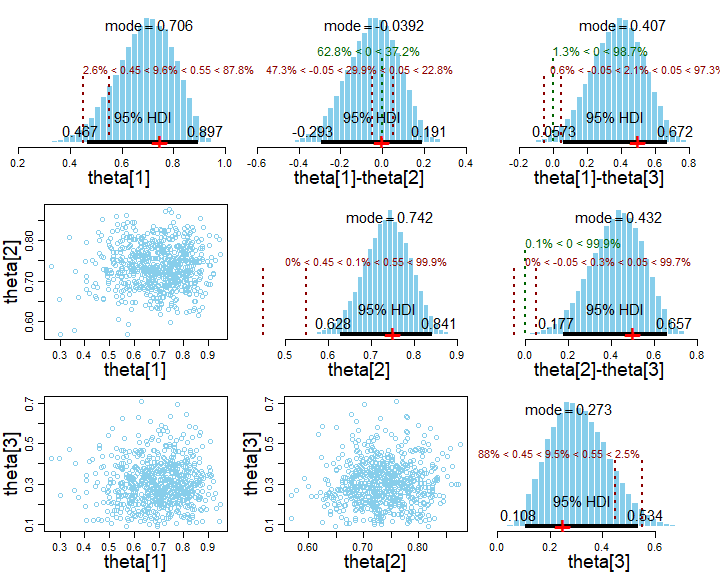 mode = 0.706
2.6% < 0.45 < 9.6% < 0.55 < 87.8%
95% HDI
0.467 0.897
0.2 0.4 0.6 0.8 1.0
theta[1]
mode = -0.0392
62.8% < 0 < 37.2%
47.3% < -0.05 < 29.9% < 0.05 < 22.8%
95% HDI
-0.293 0.191
-0.6 -0.4 -0.2 0.0 0.2 0.4
theta[1]-theta[2]
mode = 0.407
1.3% < 0 < 98.7%
0.6% < -0.05 < 2.1% < 0.05 < 97.3%
95% HDI
0.0573 0.672
-0.2 0.0 0.2 0.4 0.6 0.8
theta[1]-theta[3]
theta[2]
0.60 0.70 0.80
0.3 0.4 0.5 0.6 0.7 0.8 0.9
theta[1]
mode = 0.742
0% < 0.45 < 0.1% < 0.55 < 99.9%
95% HDI
0.628 0.841
0.5 0.6 0.7 0.8 0.9
theta[2]
mode = 0.432
0.1% < 0 < 99.9%
0% < -0.05 < 0.3% < 0.05 < 99.7%
95% HDI
0.177 0.657
0.0 0.2 0.4 0.6 0.8
theta[2]-theta[3]
theta[3]
0.1 0.3 0.5 0.7
0.3 0.4 0.5 0.6 0.7 0.8 0.9
theta[1]
theta[3]
0.1 0.3 0.5 0.7
0.60 0.70 0.80
theta[2]
mode = 0.273
88% < 0.45 < 9.5% < 0.55 < 2.5%
95% HDI
0.108 0.534
0.0 0.2 0.4 0.6
theta[3]